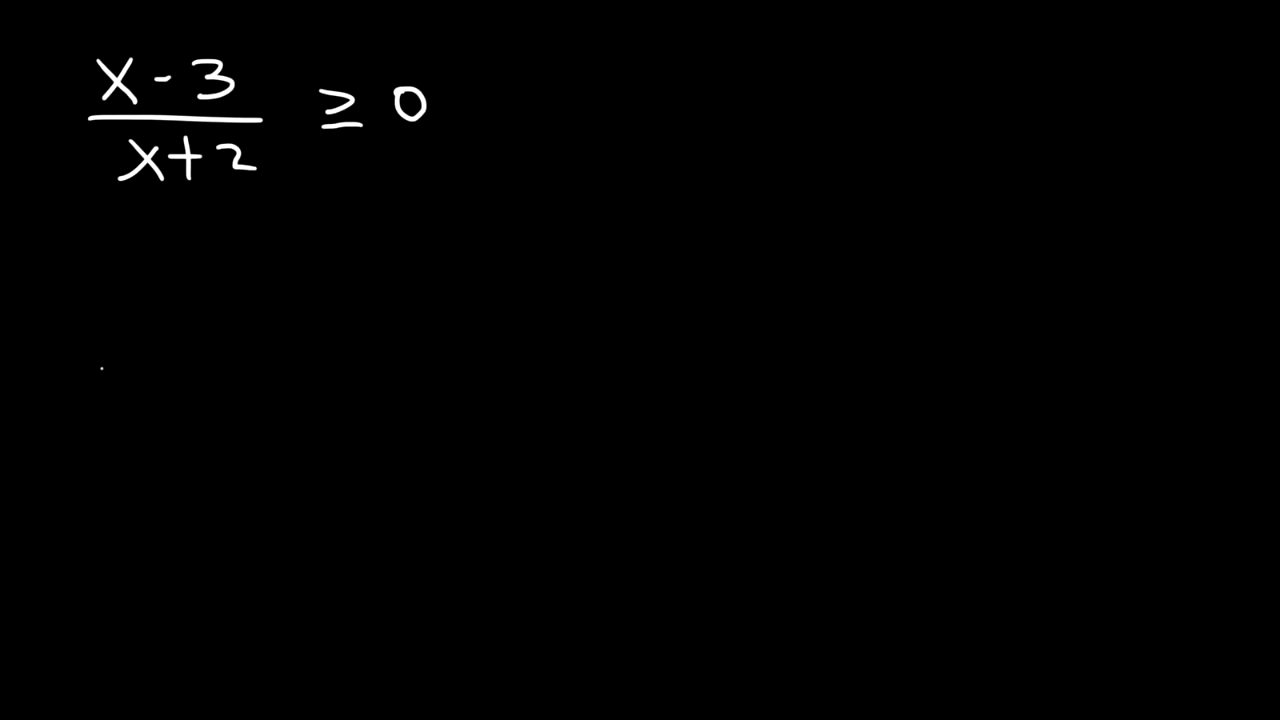 x - 3
x + 2 ≥ 0